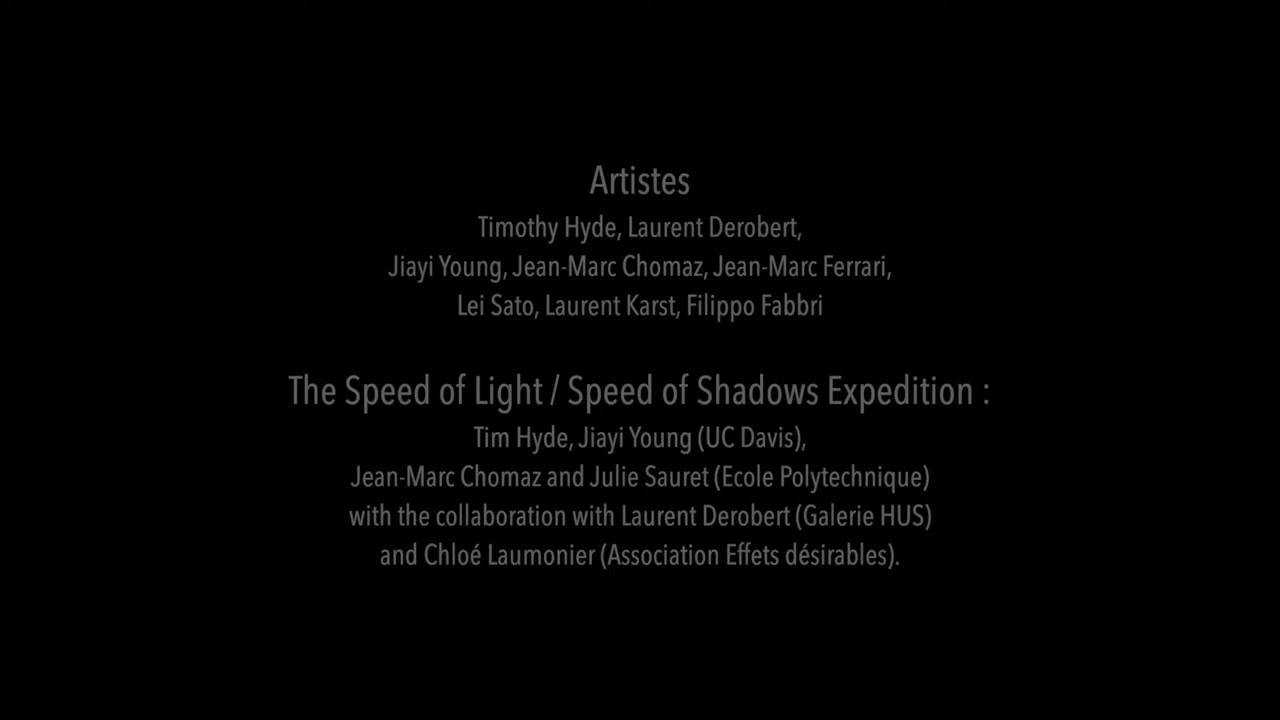 Artistes
Timothy Hyde, Laurent Derobert,
Jiayi Young, Jean-Marc Chomaz, Jean-Marc Ferrari,
Lei Sato, Laurent Karst, Filippo Fabbri
The Speed of Light / Speed of Shadows Expedition :
Tim Hyde, Jiayi Young (UC Davis),
Jean-Marc Chomaz and Julie Sauret (Ecole Polytechnique)
with the collaboration with Laurent Derobert (Galerie HUS)
and Chloé Laumonier (Association Effets désirables).